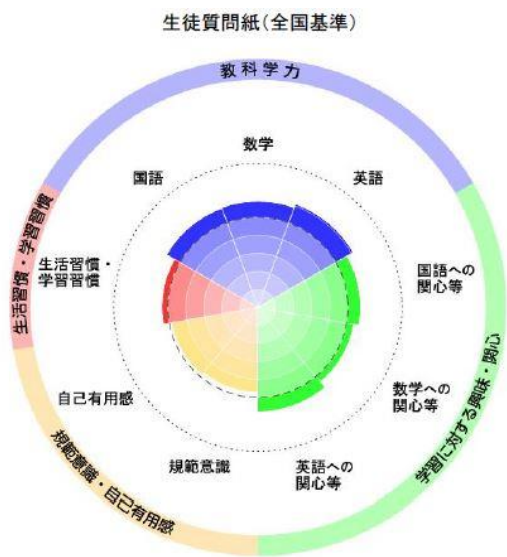 生徒質問紙(全国基準)
教科学力
数学
国語
英語
生活習慣・学習習慣
生活習慣・
学習習慣
国語への
関心等
数学への
関心等
学習に対する興味・関心
自己有用感
規範意識
英語への
関心等
規範意識・自己有用感